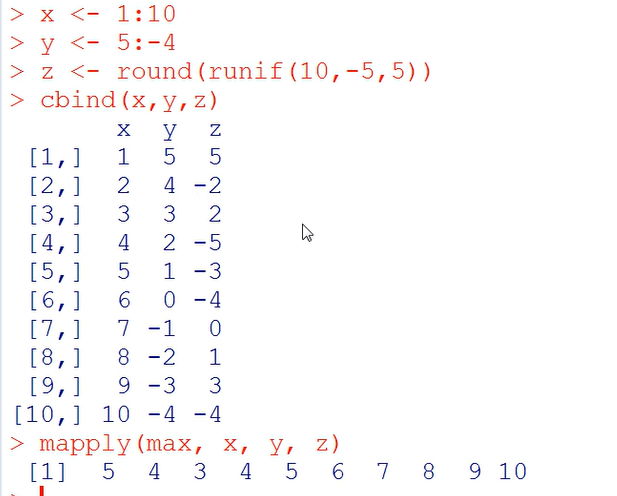 > x <- 1:10
> y <- 5:-4
> z <- round(runif(10,-5,5))
> cbind(x,y,z)
       x  y  z
 [1,]  1  5  5
 [2,]  2  4 -2
 [3,]  3  3  2
 [4,]  4  2 -5
 [5,]  5  1 -3
 [6,]  6  0 -4
 [7,]  7 -1  0
 [8,]  8 -2  1
 [9,]  9 -3  3
[10,] 10 -4 -4
> mapply(max, x, y, z)
 [1]  5  4  3  4  5  6  7  8  9 10
>